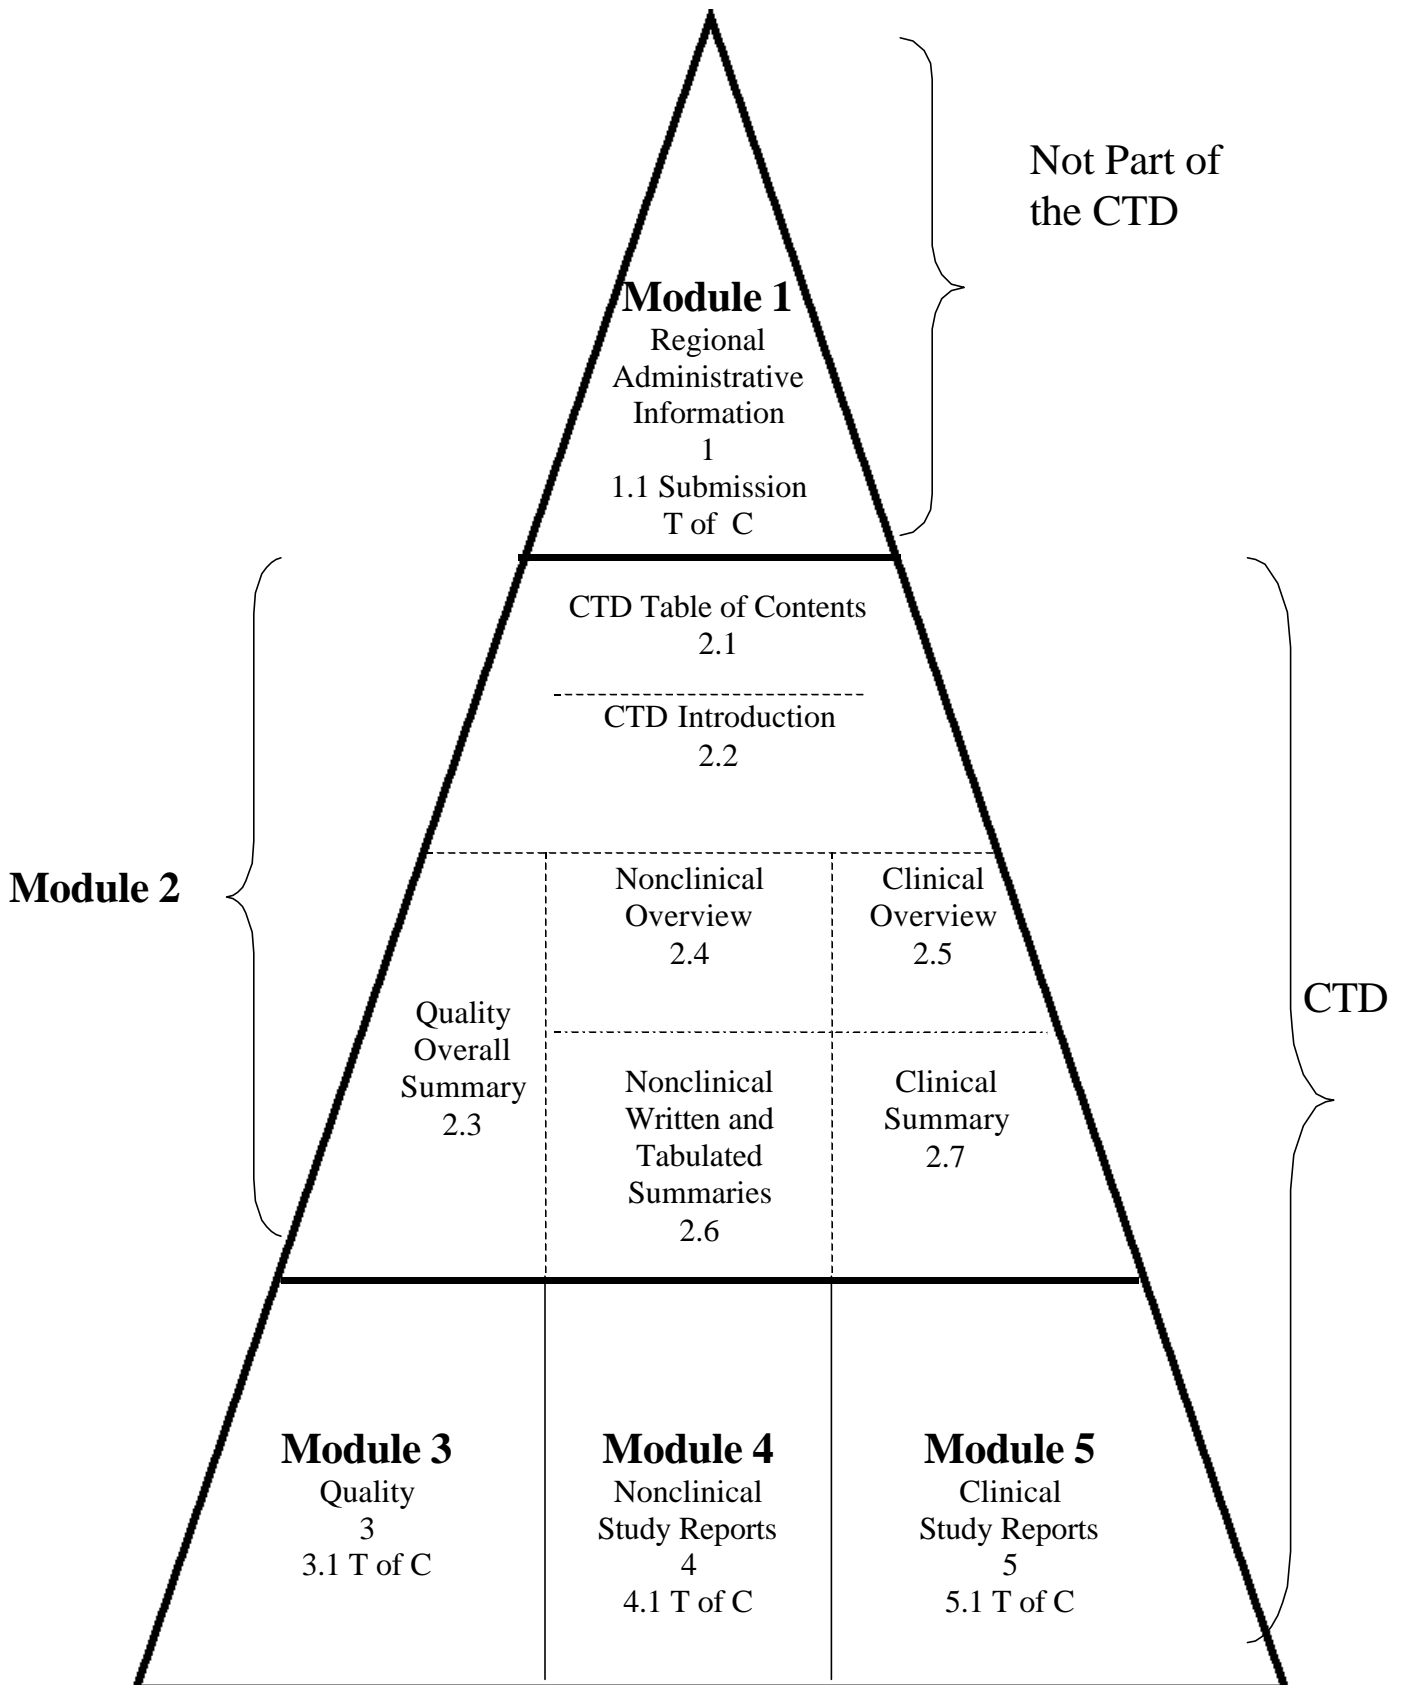 Not Part of
the CTD
Module 1
Regional
Administrative
Information
1
1.1 Submission
T of C
CTD Table of Contents
2.1
CTD Introduction
2.2
Module 2
Nonclinical
Overview
2.4
Clinical
Overview
2.5
CTD
Quality
Overall
Summary
2.3
Nonclinical
Written and
Tabulated
Summaries
2.6
Clinical
Summary
2.7
Module 3
Quality
3
3.1 T of C
Module 4
Nonclinical
Study Reports
4
4.1 T of C
Module 5
Clinical
Study Reports
5
5.1 T of C